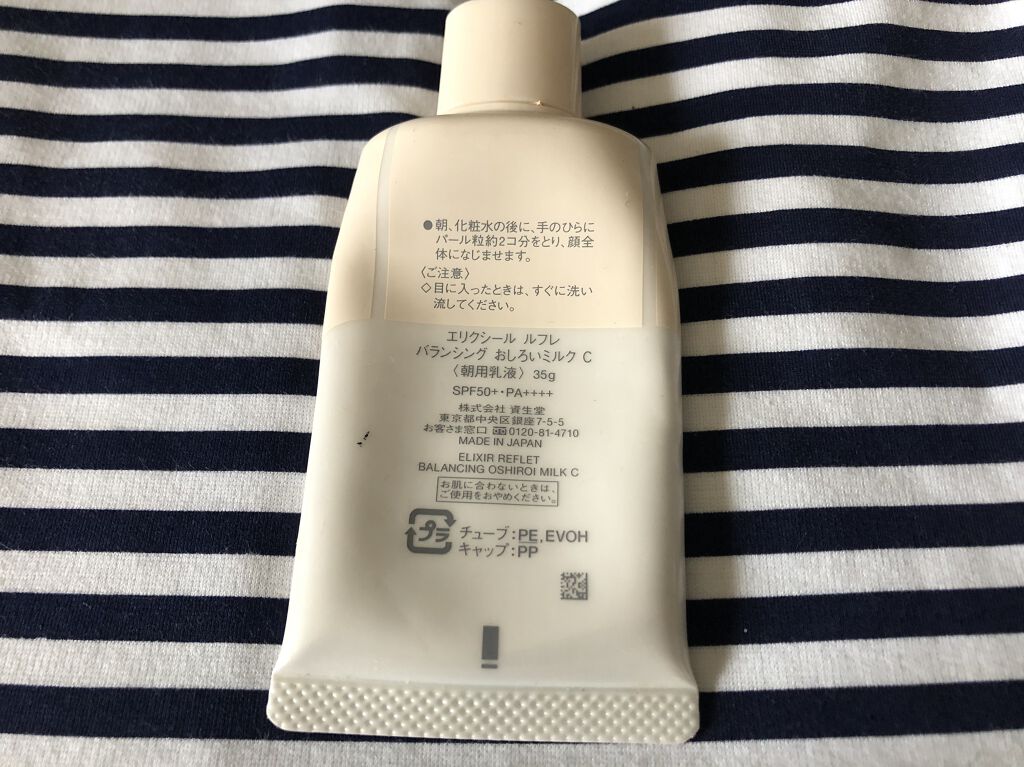 ●朝、化粧水の後に、手のひらに
パール粒約2コ分をとり、顔全
体になじませます。
〈ご注意〉
◇目に入ったときは、すぐに洗い
流してください。
エリクシール ルフレ
バランシング おしろいミルク C
〈朝用乳液〉 35g
SPF50+・PA++++
株式会社 資生堂
東京都中央区銀座7-5-5
お客さま窓口 0120-81-4710
MADE IN JAPAN
ELIXIR REFLET
BALANCING OSHIROI MILK C
お肌に合わないときは、
ご使用をおやめください。
プラ
チューブ:PE,EVOH
キャップ:PP